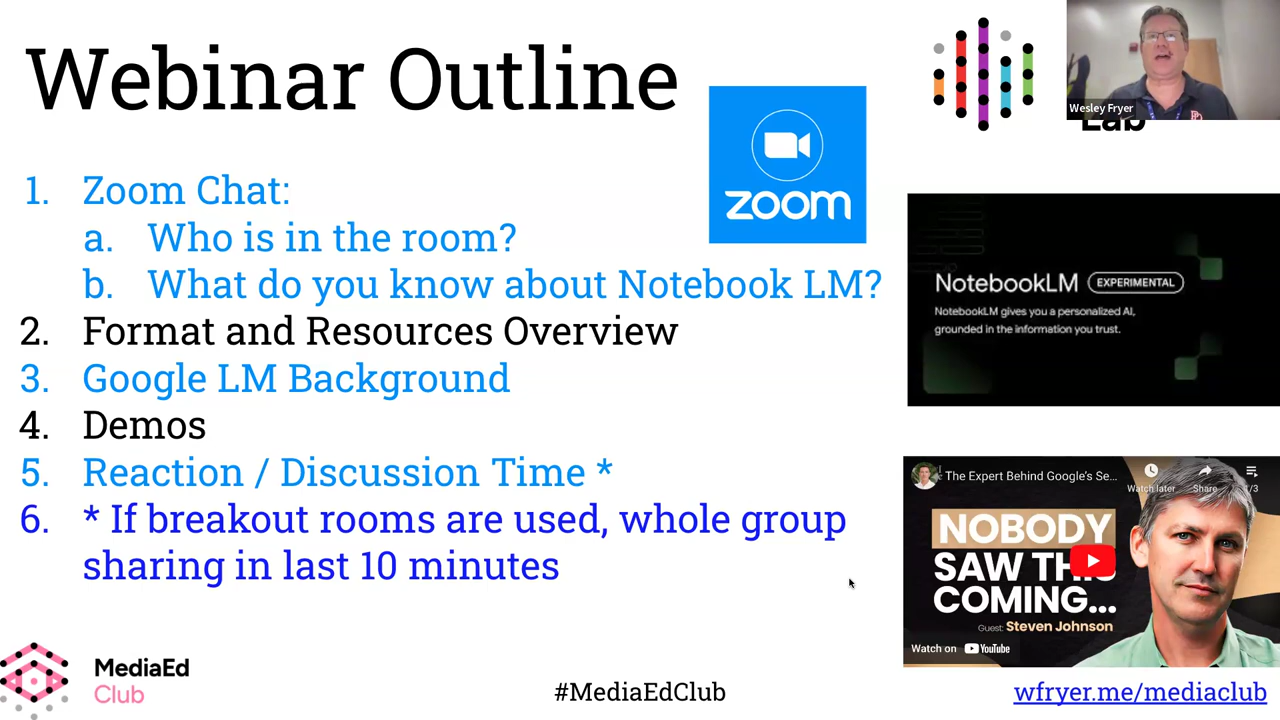 Webinar Outline
Wesley Fryer
Lab
zoom
1. Zoom Chat:
a. Who is in the room?
b. What do you know about Notebook LM?
2. Format and Resources Overview
3. Google LM Background
4. Demos
5. Reaction / Discussion Time *
6. * If breakout rooms are used, whole group
sharing in last 10 minutes
NotebookLM EXPERIMENTAL
NotebookLM gives you a personalized AI,
grounded in the information you trust.
The Expert Behind Google's Se...
Watch later Share
NOBODY
SAW THIS
COMING...
Guest: Steven Johnson
Watch on YouTube
MediaEd
Club
#MediaEdClub
wfryer.me/mediaclub